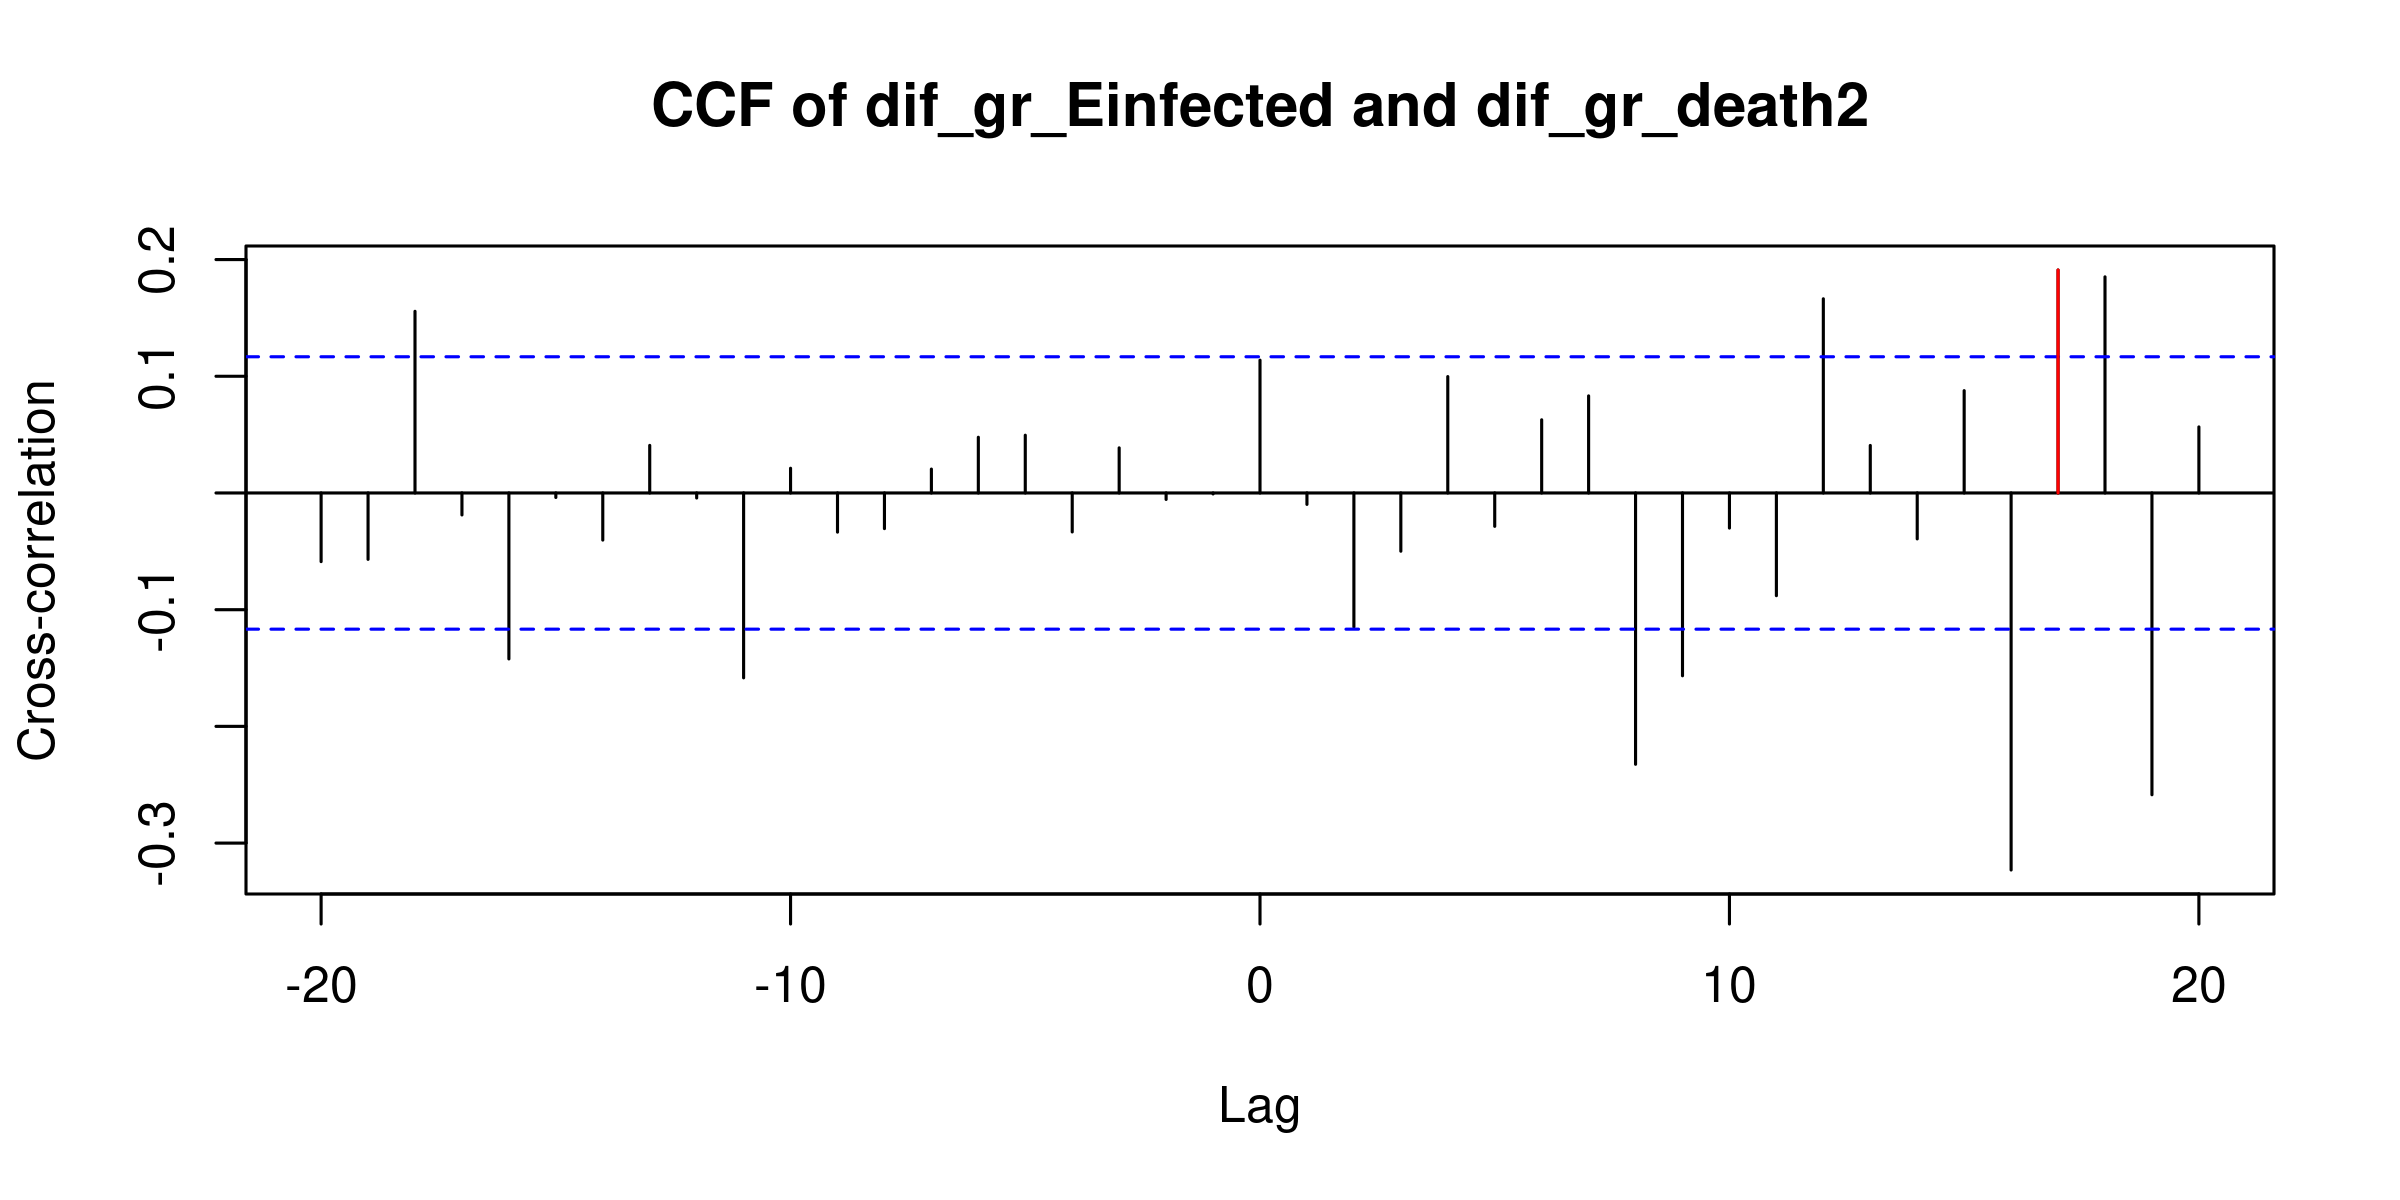 CCF of dif_gr_Einfected and dif_gr_death2
Cross-correlation
0.2
0.1
-0.1
-0.3
-20 -10 0 10 20
Lag